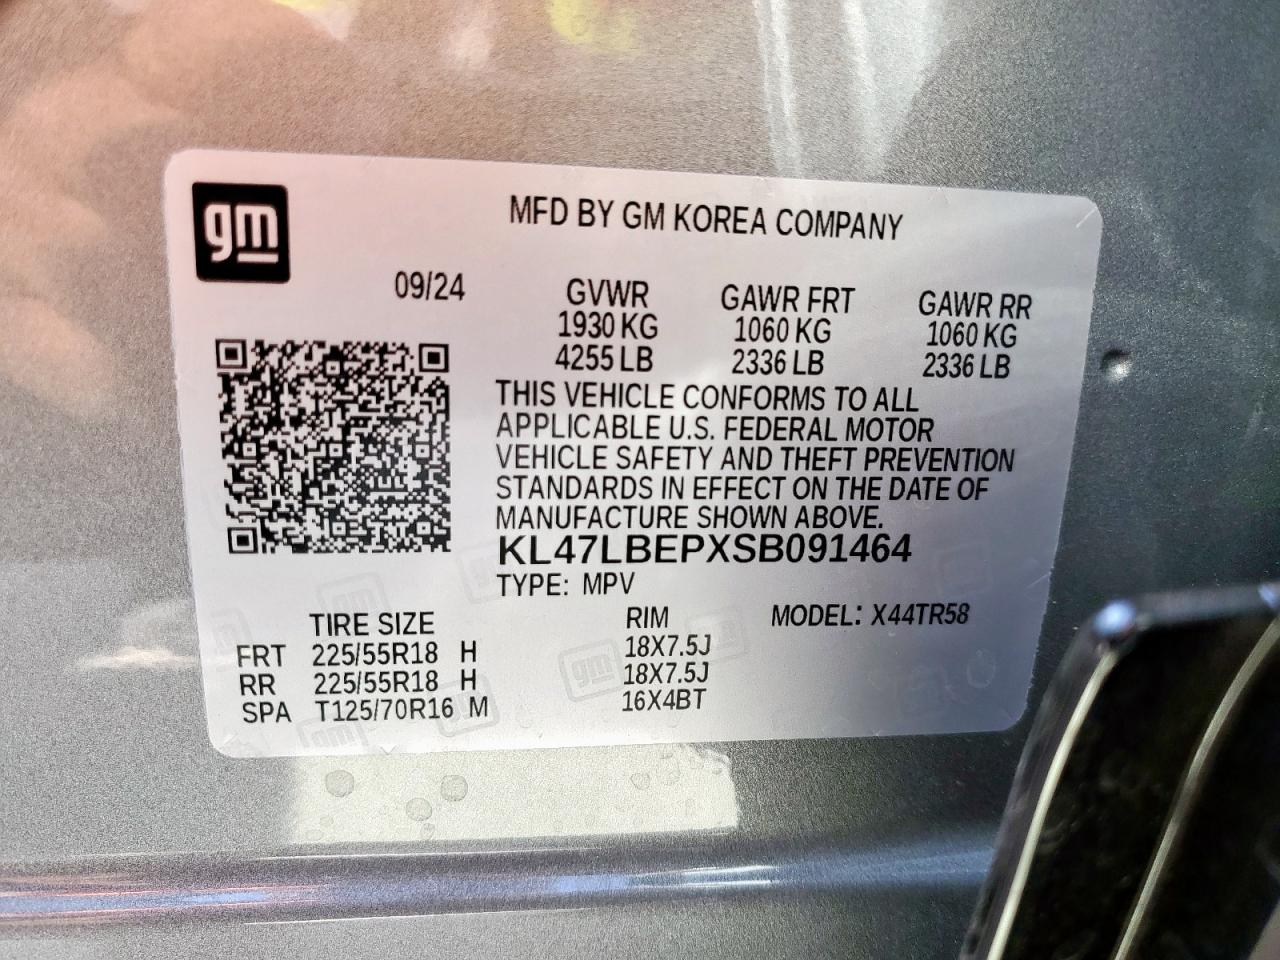 gm
MFD BY GM KOREA COMPANY
09/24
GVWR GAWR FRT GAWR RR
1930 KG 1060 KG 1060 KG
4255 LB 2336 LB 2336 LB
THIS VEHICLE CONFORMS TO ALL
APPLICABLE U.S. FEDERAL MOTOR
VEHICLE SAFETY AND THEFT PREVENTION
STANDARDS IN EFFECT ON THE DATE OF
MANUFACTURE SHOWN ABOVE.
KL47LBEPXSB091464
TYPE: MPV
TIRE SIZE RIM MODEL: X44TR58
FRT 225/55R18 H 18X7.5J
RR 225/55R18 H 18X7.5J
SPA T125/70R16 M 16X4BT